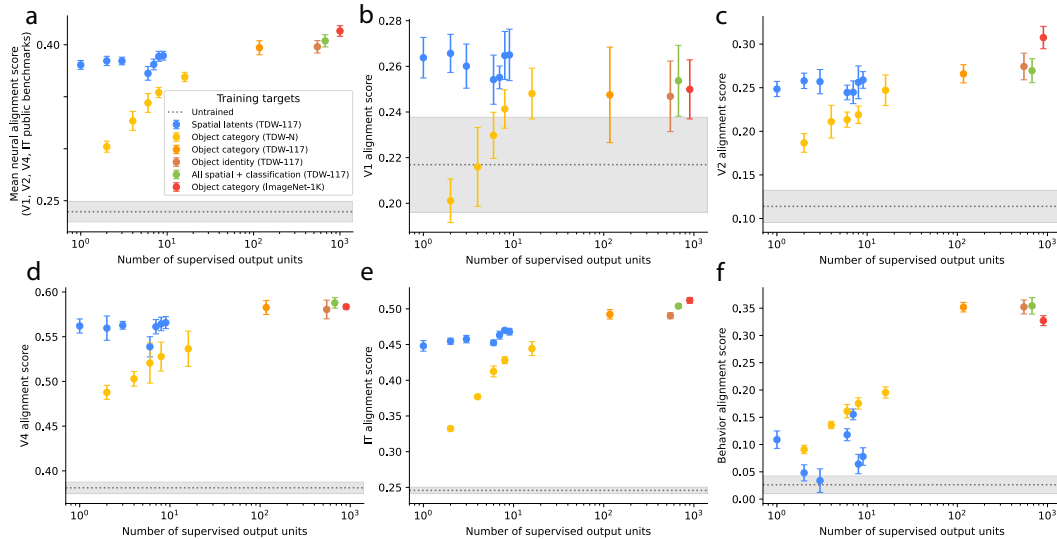 a
Mean neural alignment score
(V1, V2, V4, IT public benchmarks)
0.40
0.25
Training targets
Untrained
Spatial latents (TDW-117)
Object category (TDW-N)
Object category (TDW-117)
Object identity (TDW-117)
All spatial + classification (TDW-117)
Object category (ImageNet-1K)
10⁰ 10¹ 10² 10³
Number of supervised output units
b
V1 alignment score
0.28
0.26
0.24
0.22
0.20
10⁰ 10¹ 10² 10³
Number of supervised output units
c
V2 alignment score
0.30
0.25
0.20
0.15
0.10
10⁰ 10¹ 10² 10³
Number of supervised output units
d
V4 alignment score
0.60
0.55
0.50
0.45
0.40
10⁰ 10¹ 10² 10³
Number of supervised output units
e
IT alignment score
0.50
0.45
0.40
0.35
0.30
0.25
10⁰ 10¹ 10² 10³
Number of supervised output units
f
Behavior alignment score
0.35
0.30
0.25
0.20
0.15
0.10
0.05
0.00
10⁰ 10¹ 10² 10³
Number of supervised output units